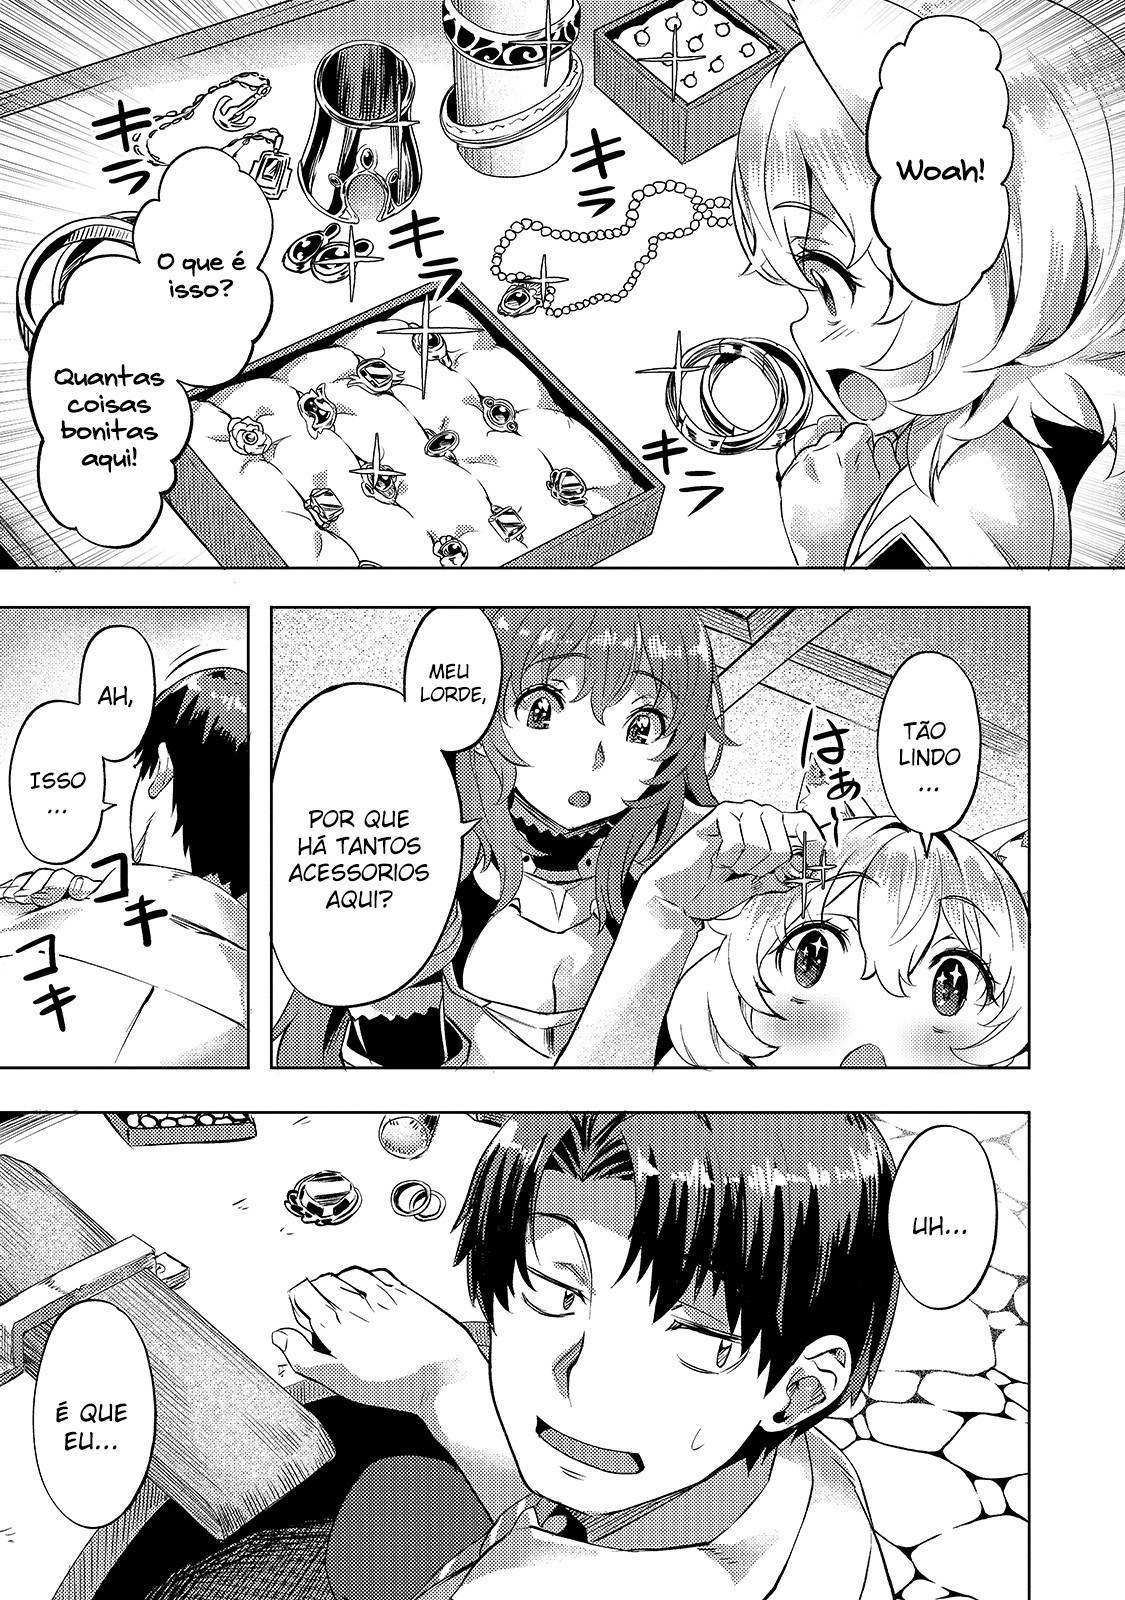 Woah!
O que é
isso?
Quantas
coisas
bonitas
aqui!
キラ
キラ
キラ
キラ
TÃO
LINDO
...
はぁ〜
MEU
LORDE,
POR QUE
HÁ TANTOS
ACESSORIOS
AQUI?
AH,
ISSO
...
コキ
コキ
UH...
É QUE
EU...